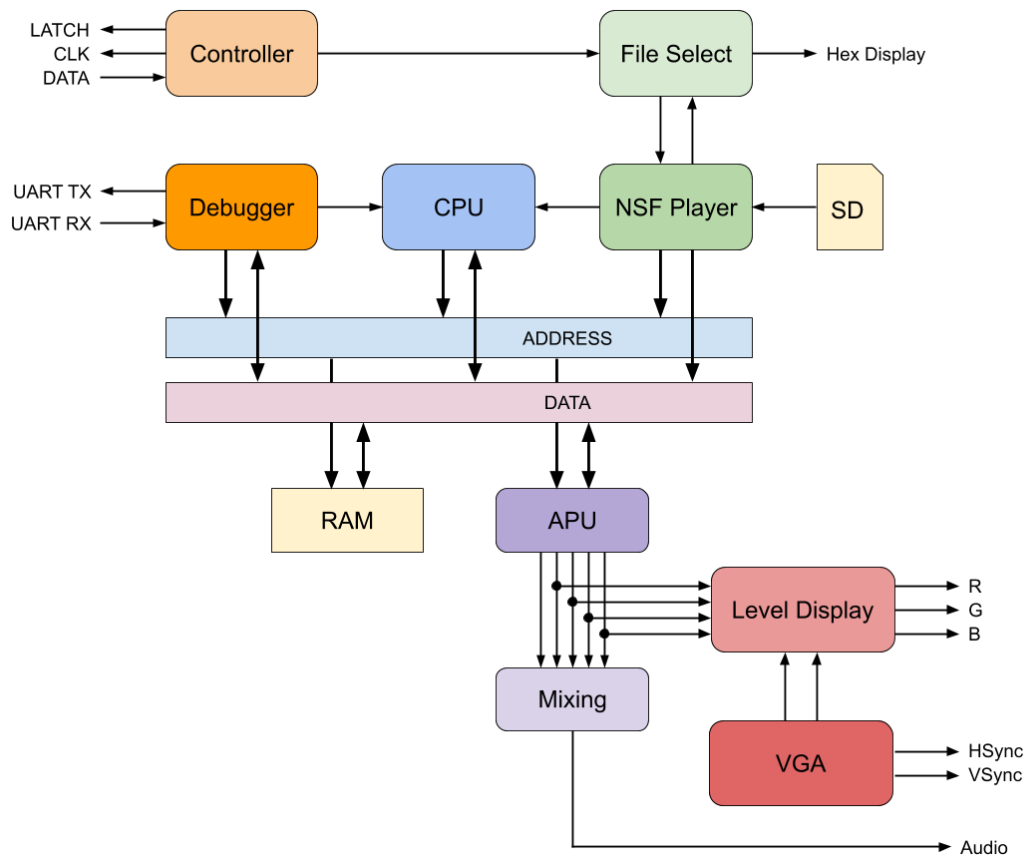 LATCH
CLK
DATA
Controller
File Select
Hex Display
UART TX
UART RX
Debugger
CPU
NSF Player
SD
ADDRESS
DATA
RAM
APU
Level Display
R
G
B
Mixing
VGA
HSync
VSync
Audio